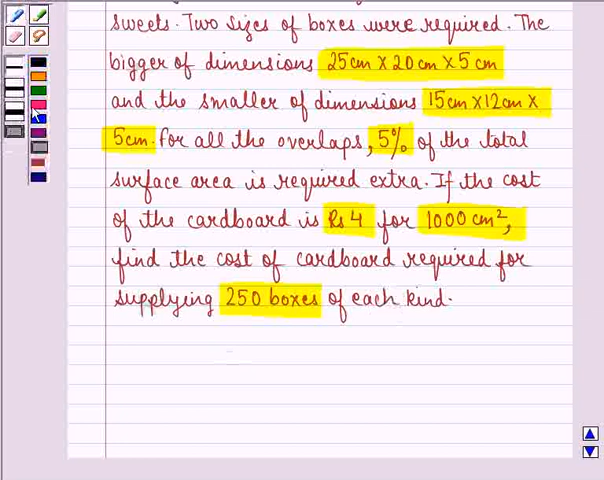 sweets. Two sizes of boxes were required. The
bigger of dimensions 25cm x 20cm x 5cm
and the smaller of dimensions 15cm x 12cm x
5cm. For all the overlaps, 5% of the total
surface area is required extra. If the cost
of the cardboard is Rs 4 for 1000 cm²,
find the cost of cardboard required for
supplying 250 boxes of each kind.